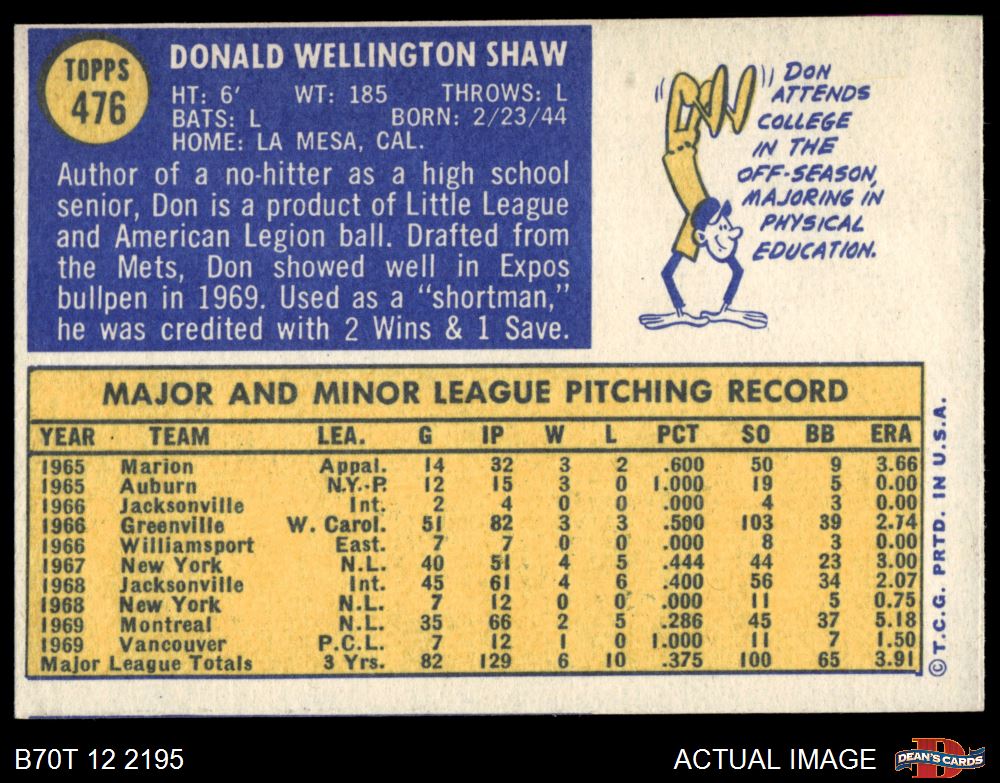 TOPPS
476
DONALD WELLINGTON SHAW
HT: 6' WT: 185 THROWS: L
BATS: L BORN: 2/23/44
HOME: LA MESA, CAL.
Author of a no-hitter as a high school
senior, Don is a product of Little League
and American Legion ball. Drafted from
the Mets, Don showed well in Expos
bullpen in 1969. Used as a "shortman,"
he was credited with 2 Wins & 1 Save.
DON
ATTENDS
COLLEGE
IN THE
OFF-SEASON,
MAJORING IN
PHYSICAL
EDUCATION.
MAJOR AND MINOR LEAGUE PITCHING RECORD
YEAR TEAM LEA. G IP W L PCT SO BB ERA
1965 Marion Appal. 14 32 3 2 .600 50 9 3.66
1965 Auburn N.Y.-P. 12 15 3 0 1.000 19 5 0.00
1966 Jacksonville Int. 2 4 0 0 .000 4 3 0.00
1966 Greenville W. Carol. 51 82 3 3 .500 103 39 2.74
1966 Williamsport East. 7 7 0 0 .000 8 3 0.00
1967 New York N.L. 40 51 4 5 .444 44 23 3.00
1968 Jacksonville Int. 45 61 4 6 .400 56 34 2.07
1968 New York N.L. 7 12 0 0 .000 11 5 0.75
1969 Montreal N.L. 35 66 2 5 .286 45 37 5.18
1969 Vancouver P.C.L. 7 12 1 0 1.000 11 7 1.50
Major League Totals 3 Yrs. 82 129 6 10 .375 100 65 3.91
© T.C.G. PRTD. IN U.S.A.
B70T 12 2195
ACTUAL IMAGE
D
DEAN'S CARDS